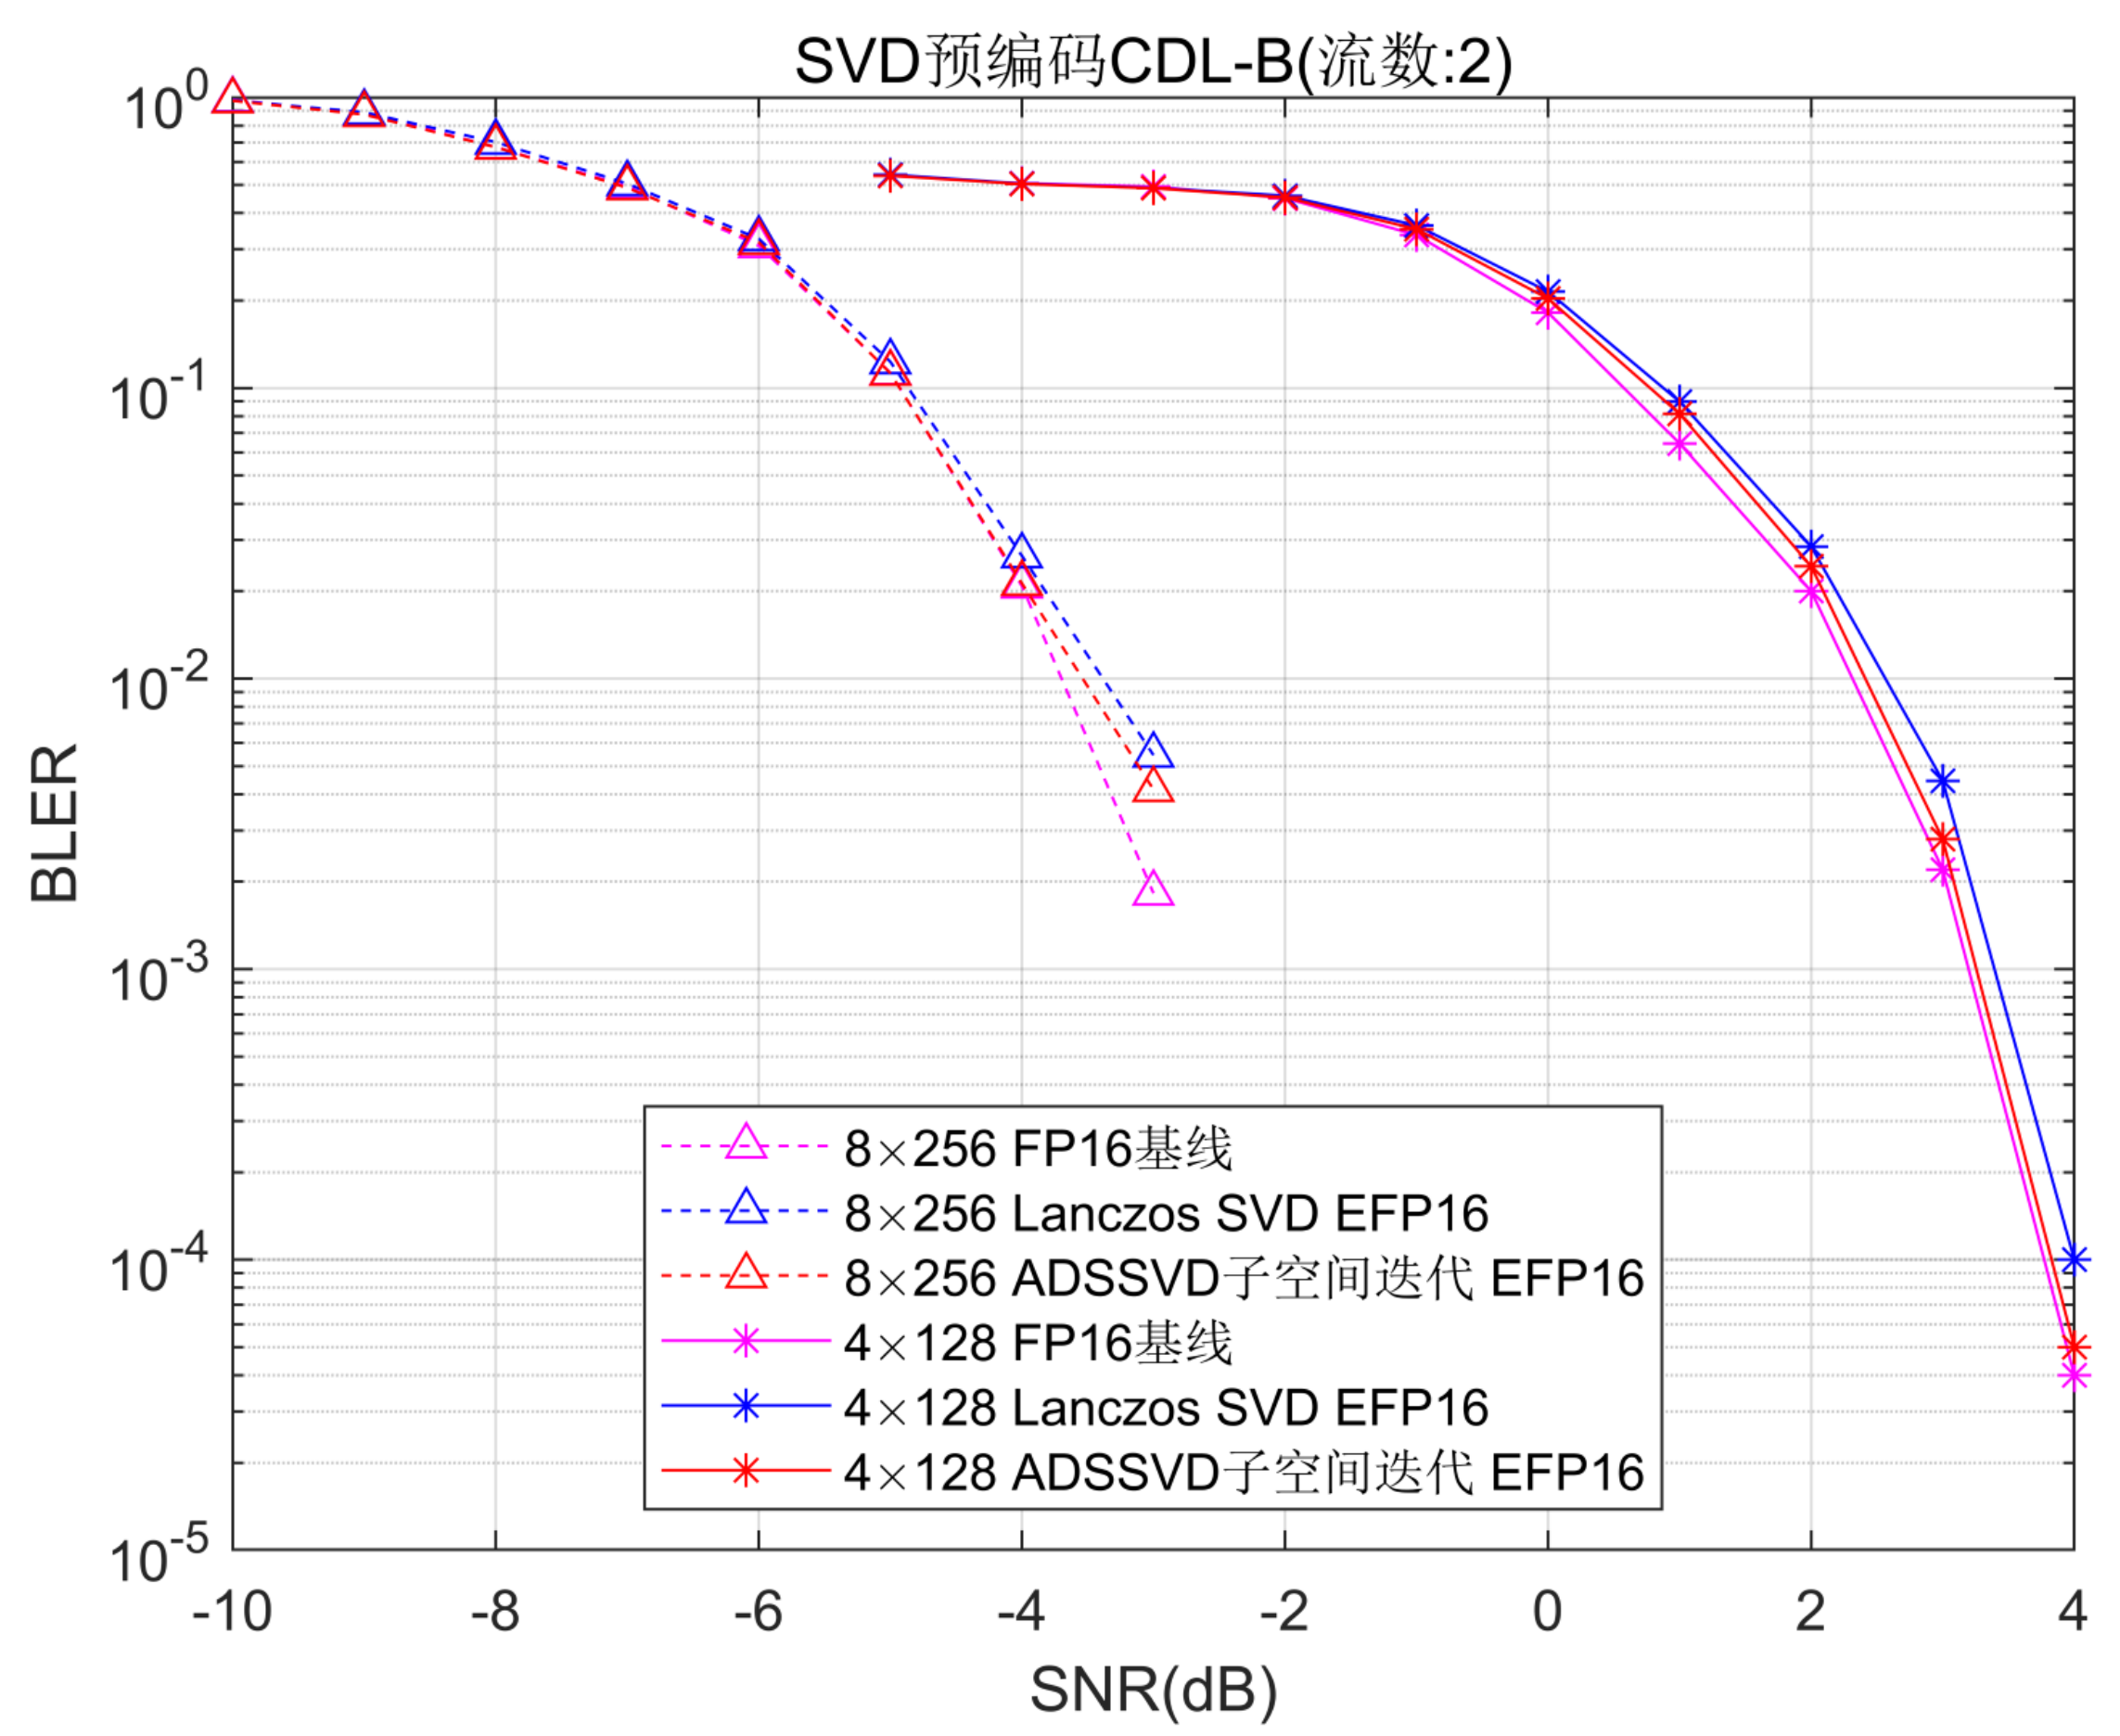 SVD预编码CDL-B(流数:2)
10^0
10^-1
10^-2
10^-3
10^-4
10^-5
BLER
8×256 FP16基线
8×256 Lanczos SVD EFP16
8×256 ADSSVD子空间迭代 EFP16
4×128 FP16基线
4×128 Lanczos SVD EFP16
4×128 ADSSVD子空间迭代 EFP16
-10 -8 -6 -4 -2 0 2 4
SNR(dB)